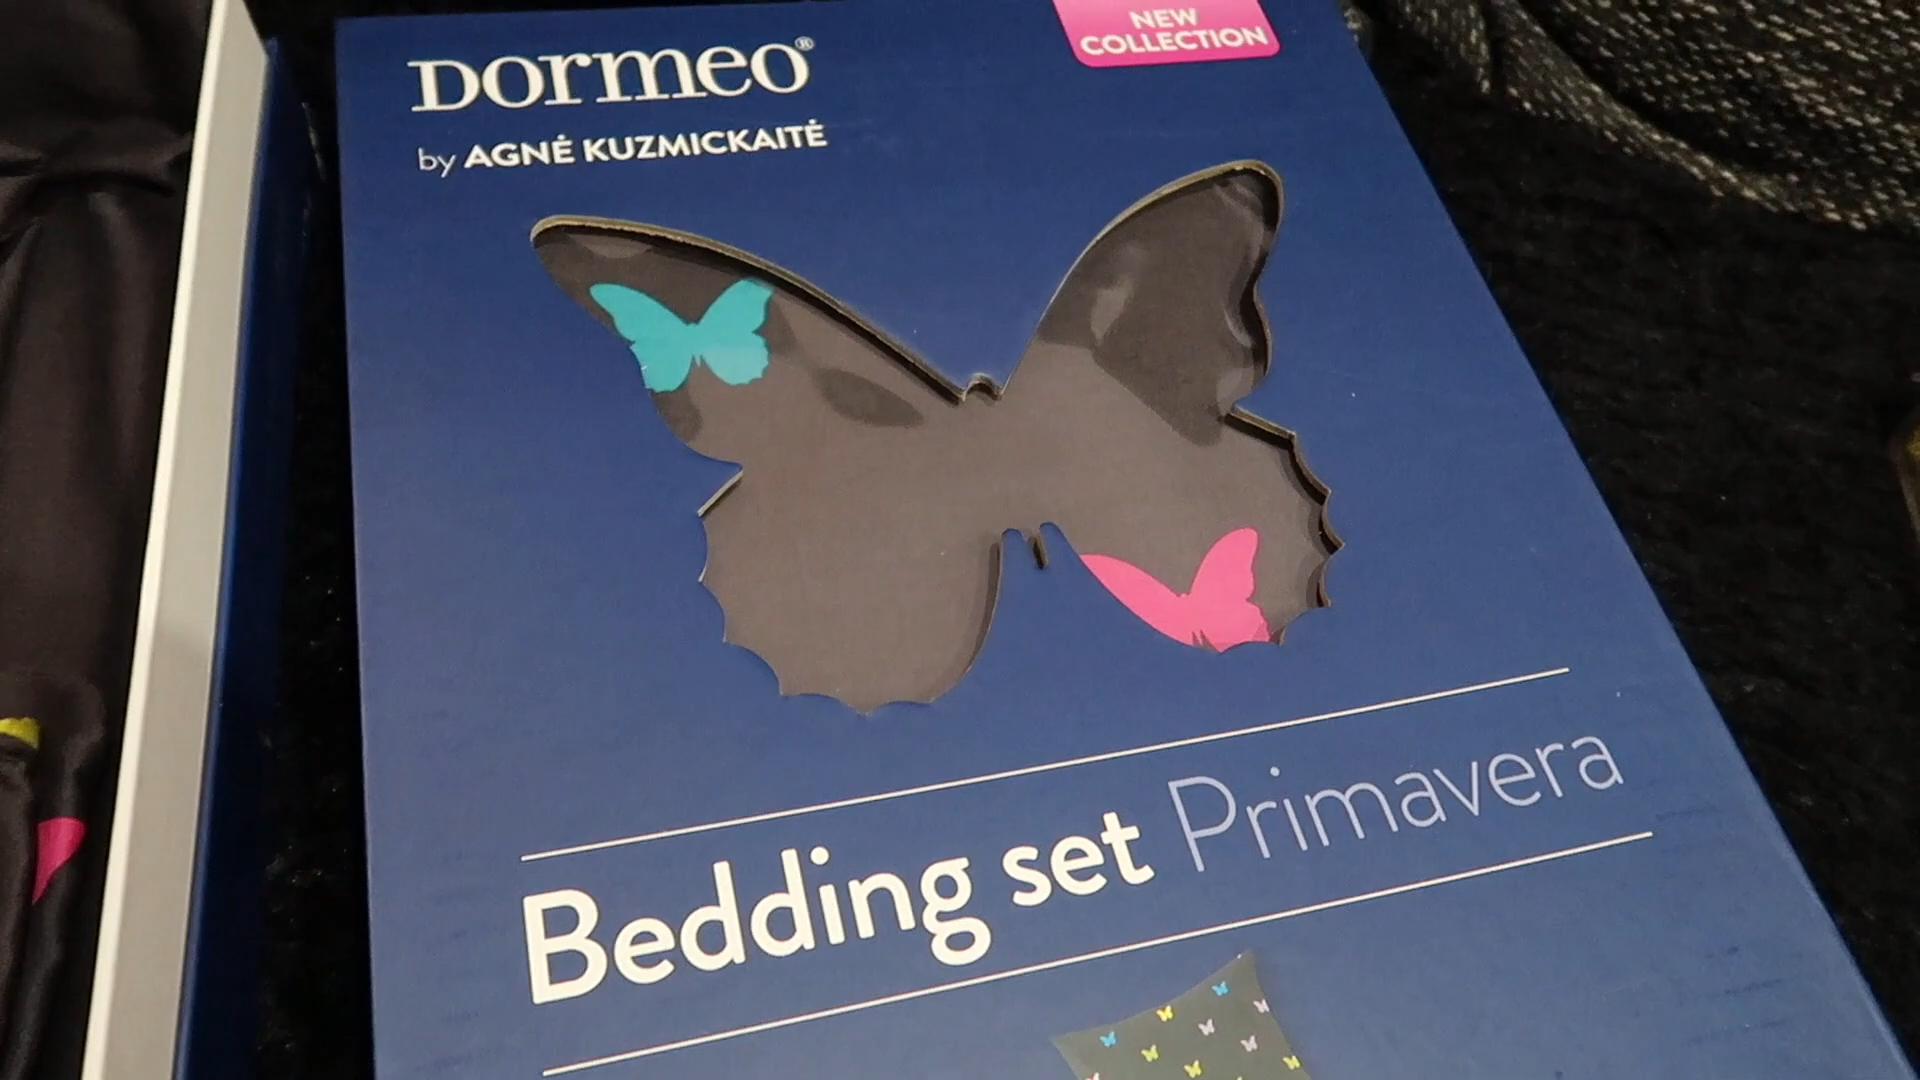 Dormeo®
by AGNĖ KUZMICKAITĖ
NEW
COLLECTION
Bedding set Primavera